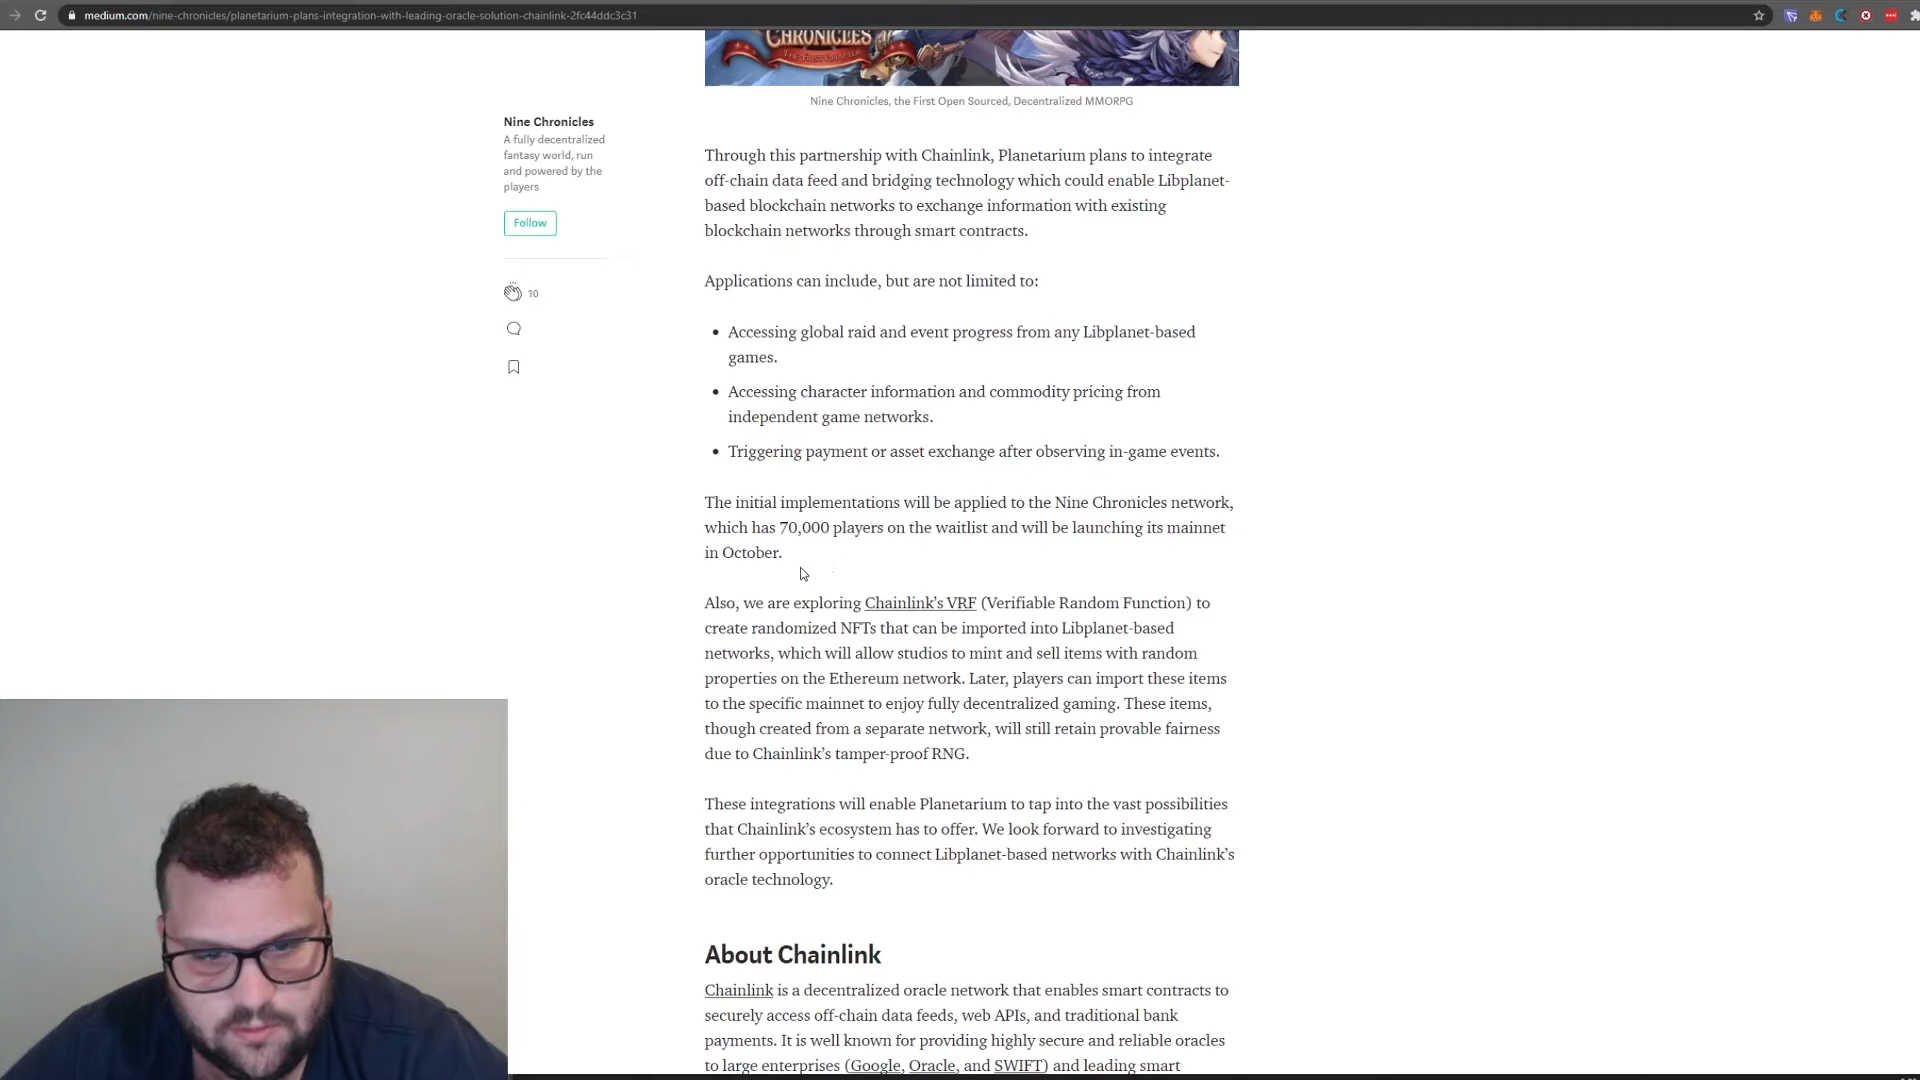 medium.com/nine-chronicles/planetarium-plans-integration-with-leading-oracle-solution-chainlink-2fc44ddc3c31
CHRONICLES
Nine Chronicles, the First Open Sourced, Decentralized MMORPG
Nine Chronicles
A fully decentralized
fantasy world, run
and powered by the
players
Follow
10
Through this partnership with Chainlink, Planetarium plans to integrate
off-chain data feed and bridging technology which could enable Libplanet-
based blockchain networks to exchange information with existing
blockchain networks through smart contracts.
Applications can include, but are not limited to:
• Accessing global raid and event progress from any Libplanet-based
games.
• Accessing character information and commodity pricing from
independent game networks.
• Triggering payment or asset exchange after observing in-game events.
The initial implementations will be applied to the Nine Chronicles network,
which has 70,000 players on the waitlist and will be launching its mainnet
in October.
Also, we are exploring Chainlink’s VRF (Verifiable Random Function) to
create randomized NFTs that can be imported into Libplanet-based
networks, which will allow studios to mint and sell items with random
properties on the Ethereum network. Later, players can import these items
to the specific mainnet to enjoy fully decentralized gaming. These items,
though created from a separate network, will still retain provable fairness
due to Chainlink’s tamper-proof RNG.
These integrations will enable Planetarium to tap into the vast possibilities
that Chainlink’s ecosystem has to offer. We look forward to investigating
further opportunities to connect Libplanet-based networks with Chainlink’s
oracle technology.
About Chainlink
Chainlink is a decentralized oracle network that enables smart contracts to
securely access off-chain data feeds, web APIs, and traditional bank
payments. It is well known for providing highly secure and reliable oracles
to large enterprises (Google, Oracle, and SWIFT) and leading smart